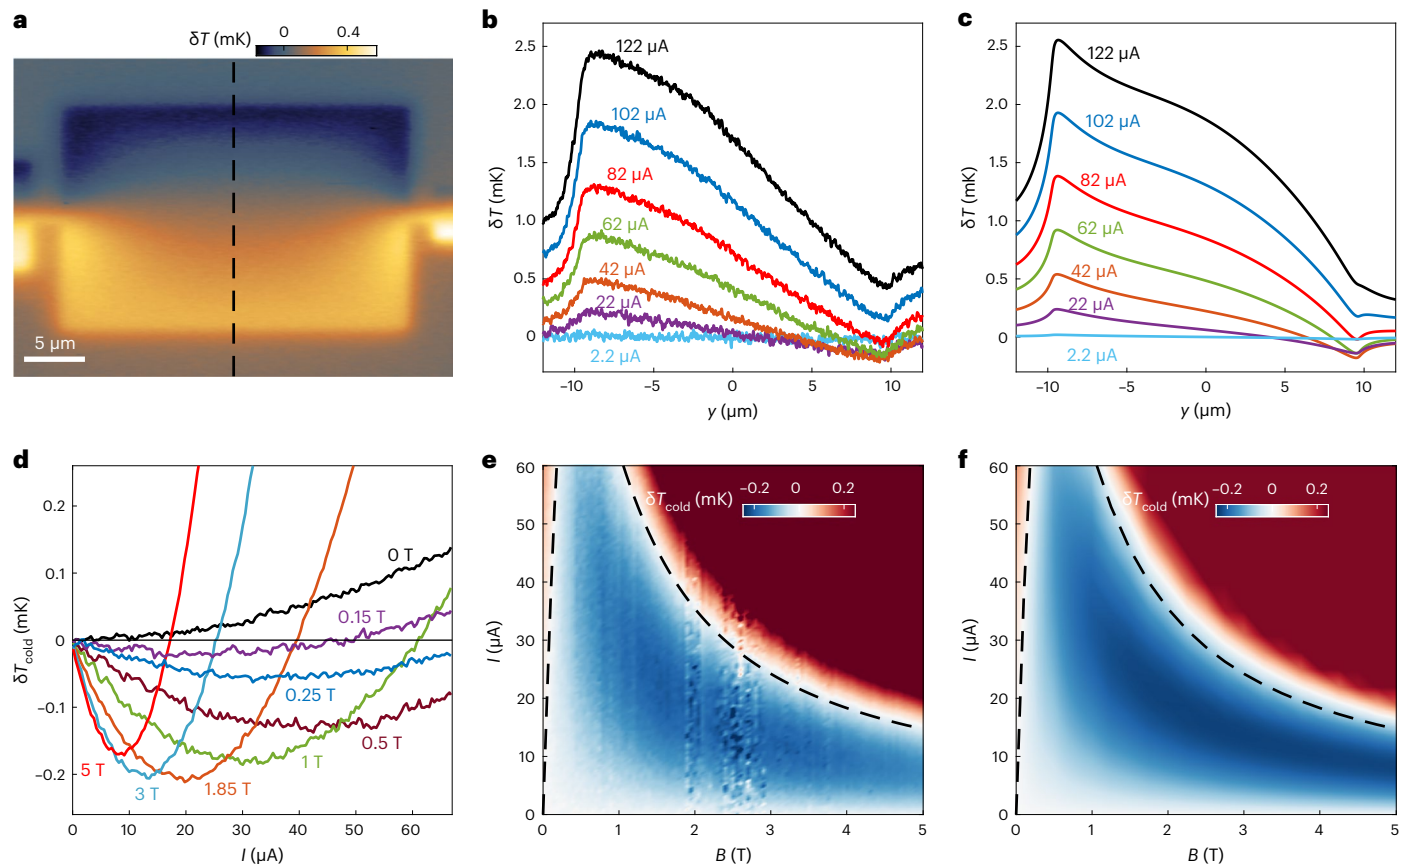 a
δT (mK)
0 0.4
5 µm
b
2.5
2.0
1.5
1.0
0.5
0
δT (mK)
122 µA
102 µA
82 µA
62 µA
42 µA
22 µA
2.2 µA
−10 −5 0 5 10
y (µm)
c
2.5
2.0
1.5
1.0
0.5
0
δT (mK)
122 µA
102 µA
82 µA
62 µA
42 µA
22 µA
2.2 µA
−10 −5 0 5 10
y (µm)
d
0.2
0.1
0
−0.1
−0.2
δTcold (mK)
0 T
0.15 T
0.25 T
0.5 T
1 T
1.85 T
3 T
5 T
0 10 20 30 40 50 60
I (µA)
e
60
50
40
30
20
10
0
I (µA)
δTcold (mK)
−0.2 0 0.2
0 1 2 3 4 5
B (T)
f
60
50
40
30
20
10
0
I (µA)
δTcold (mK)
−0.2 0 0.2
0 1 2 3 4 5
B (T)